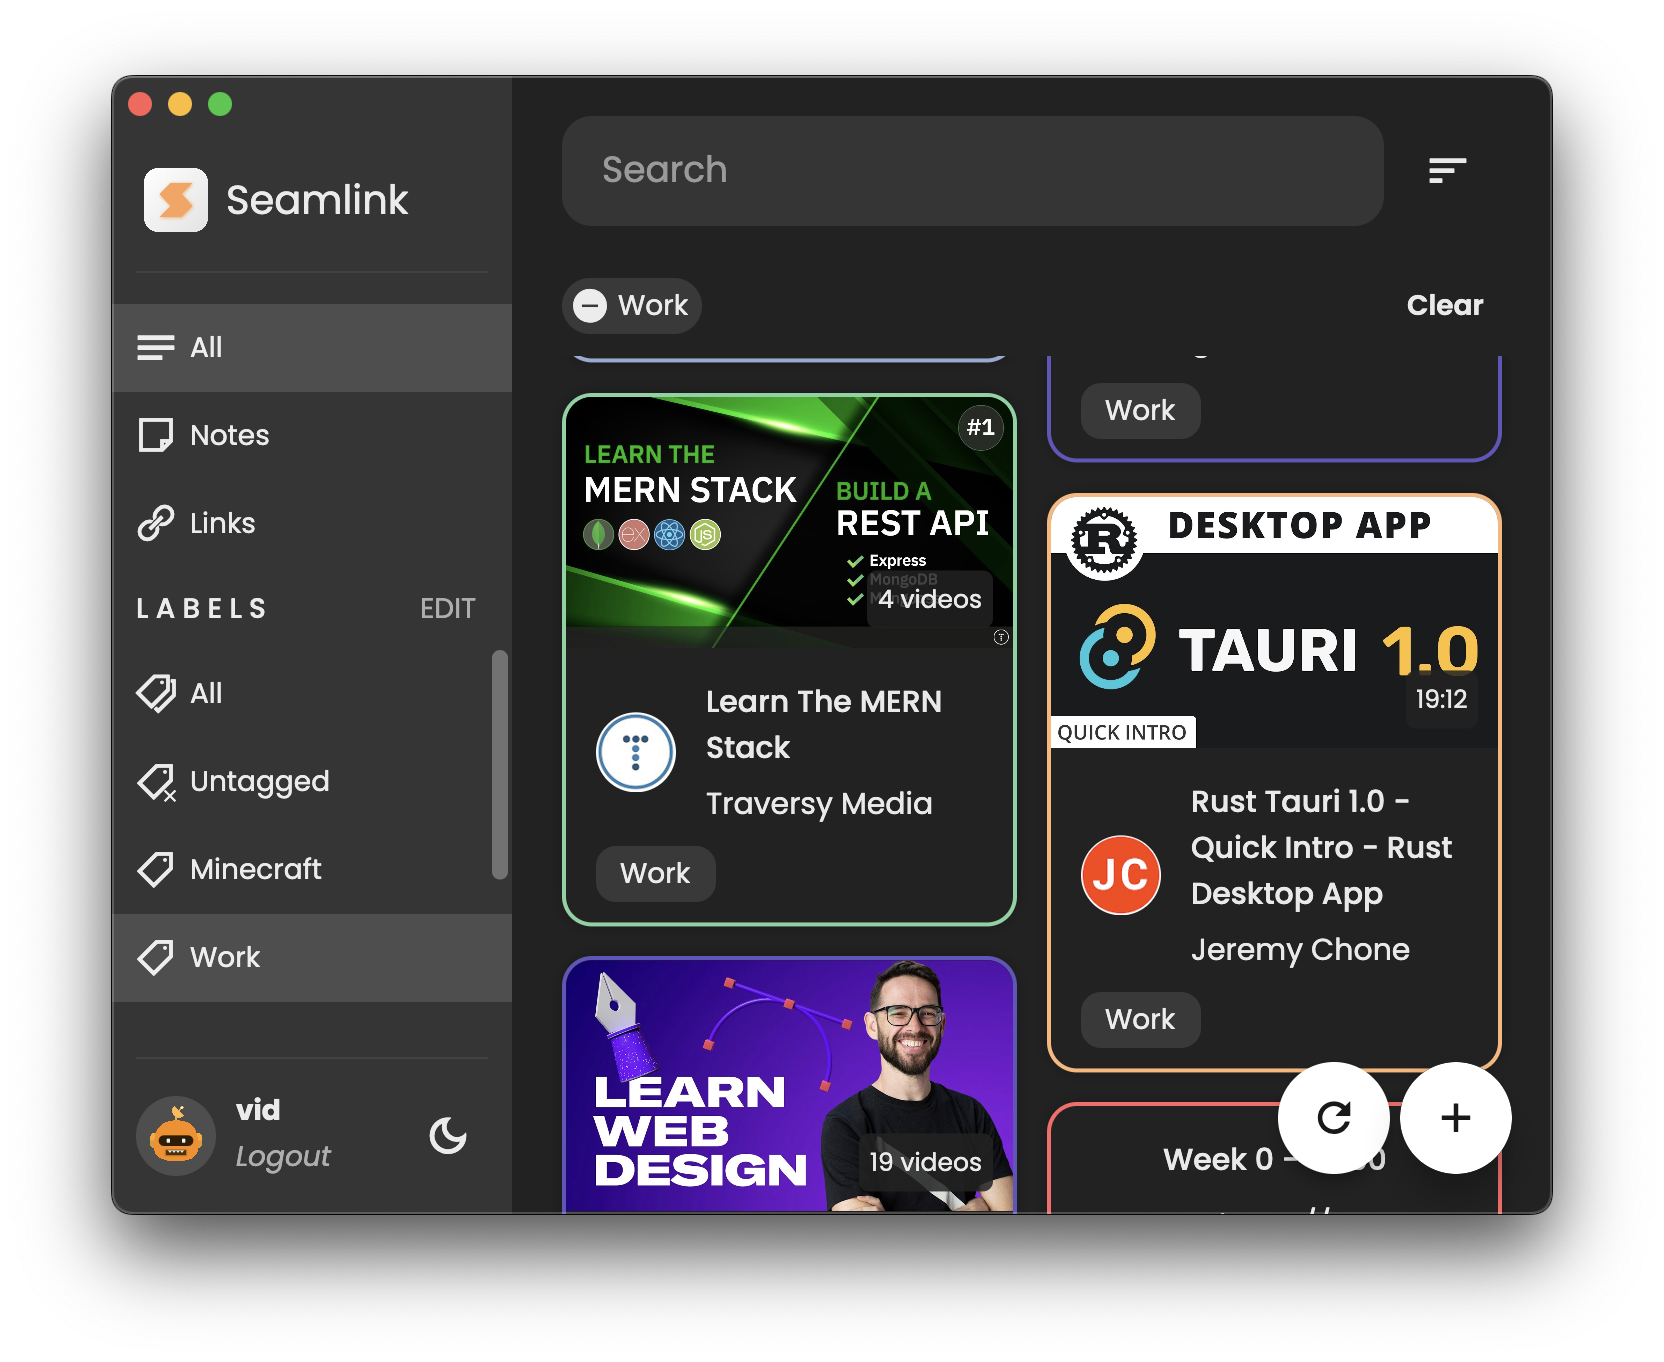 Seamlink
All
Notes
Links
LABELS EDIT
All
Untagged
Minecraft
Work
vid
Logout
Search
Work
Clear
LEARN THE
MERN STACK
ex
JS
#1
BUILD A
REST API
Express
MongoDB
4 videos
Learn The MERN
Stack
Traversy Media
Work
LEARN
WEB
DESIGN
19 videos
Work
R
DESKTOP APP
TAURI 1.0
19:12
QUICK INTRO
JC
Rust Tauri 1.0 -
Quick Intro - Rust
Desktop App
Jeremy Chone
Work
Week 0 -